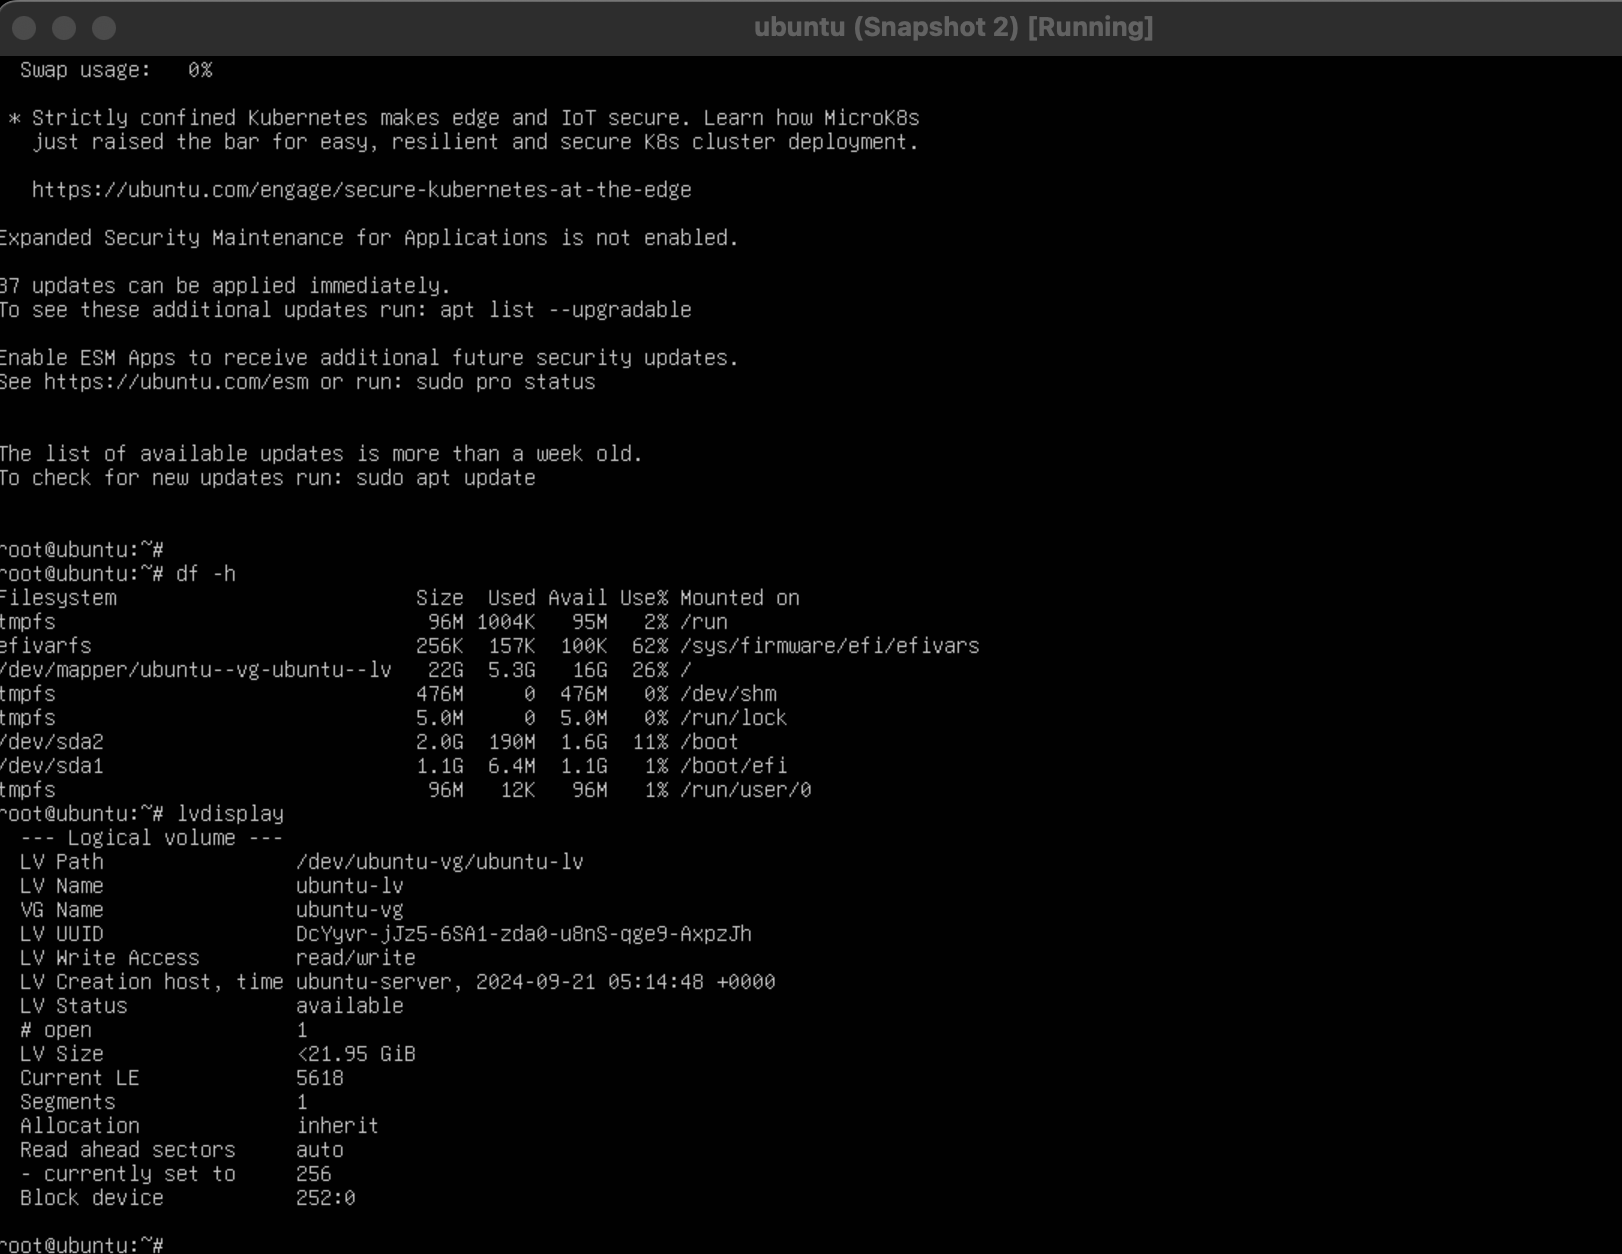 ubuntu (Snapshot 2) [Running]
Swap usage:   0%
* Strictly confined Kubernetes makes edge and IoT secure. Learn how MicroK8s
just raised the bar for easy, resilient and secure K8s cluster deployment.
https://ubuntu.com/engage/secure-kubernetes-at-the-edge
Expanded Security Maintenance for Applications is not enabled.
37 updates can be applied immediately.
To see these additional updates run: apt list --upgradable
Enable ESM Apps to receive additional future security updates.
See https://ubuntu.com/esm or run: sudo pro status
The list of available updates is more than a week old.
To check for new updates run: sudo apt update
root@ubuntu:~#
root@ubuntu:~# df -h
Filesystem                         Size  Used Avail Use% Mounted on
tmpfs                               96M 1004K   95M   2% /run
efivarfs                           256K  157K  100K  62% /sys/firmware/efi/efivars
/dev/mapper/ubuntu--vg-ubuntu--lv   22G  5.3G   16G  26% /
tmpfs                              476M     0  476M   0% /dev/shm
tmpfs                              5.0M     0  5.0M   0% /run/lock
/dev/sda2                          2.0G  190M  1.6G  11% /boot
/dev/sda1                          1.1G  6.4M  1.1G   1% /boot/efi
tmpfs                               96M   12K   96M   1% /run/user/0
root@ubuntu:~# lvdisplay
--- Logical volume ---
LV Path                /dev/ubuntu-vg/ubuntu-lv
LV Name                ubuntu-lv
VG Name                ubuntu-vg
LV UUID                DcYyvr-jJz5-6SA1-zda0-u8nS-qge9-AxpzJh
LV Write Access        read/write
LV Creation host, time ubuntu-server, 2024-09-21 05:14:48 +0000
LV Status              available
# open                 1
LV Size                <21.95 GiB
Current LE             5618
Segments               1
Allocation             inherit
Read ahead sectors     auto
- currently set to     256
Block device           252:0
root@ubuntu:~#